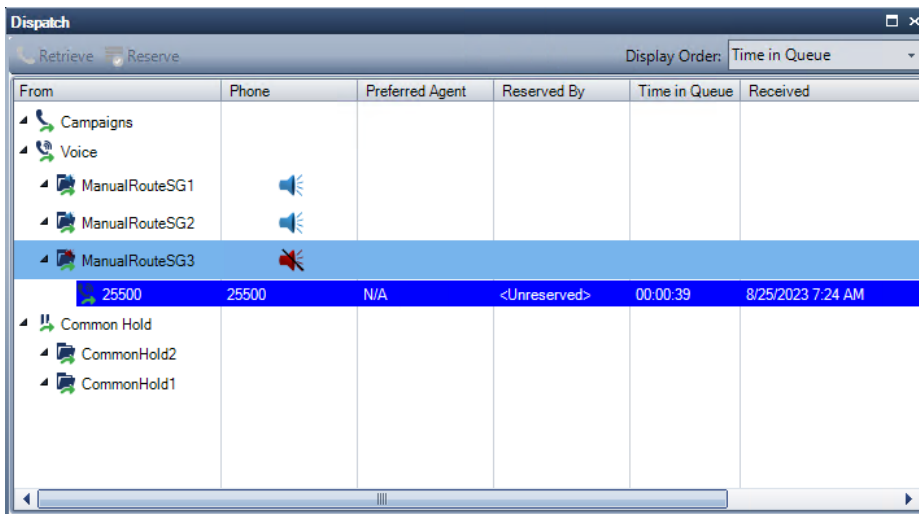 Dispatch
Retrieve Reserve Display Order: Time in Queue
From Phone Preferred Agent Reserved By Time in Queue Received
Campaigns
Voice
ManualRouteSG1
ManualRouteSG2
ManualRouteSG3
25500 25500 N/A <Unreserved> 00:00:39 8/25/2023 7:24 AM
Common Hold
CommonHold2
CommonHold1